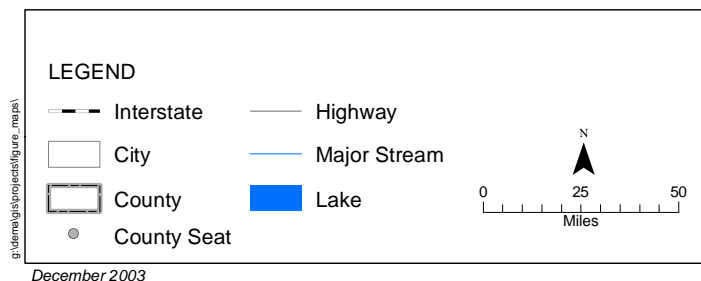 LEGEND
Interstate
Highway
City
Major Stream
County
Lake
County Seat
N
0 25 50
Miles
g:\dema\gis\projects\figure_maps\
December 2003